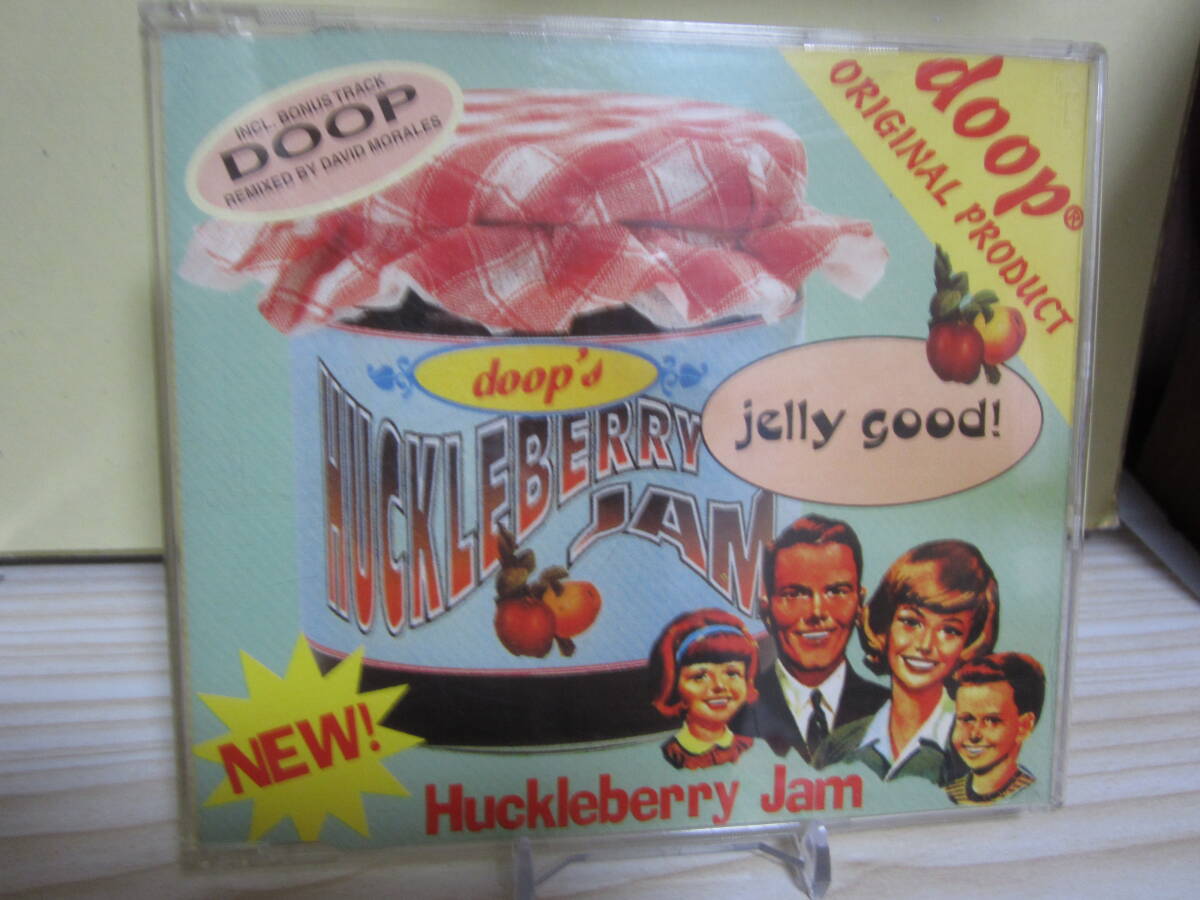 INCL. BONUS TRACK
DOOP
REMIXED BY DAVID MORALES
doop®
ORIGINAL PRODUCT
doop's
HUCKLEBERRY
JAM
jelly good!
NEW!
Huckleberry Jam